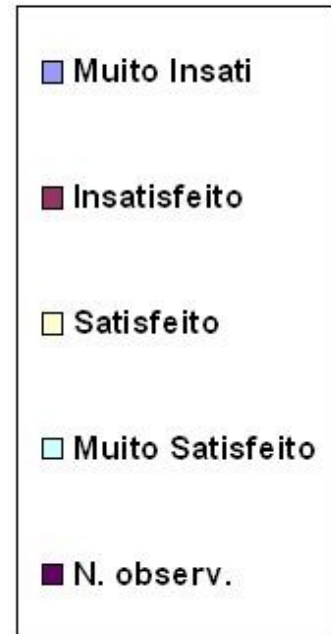 Muito Insati
Insatisfeito
Satisfeito
Muito Satisfeito
N. observ.